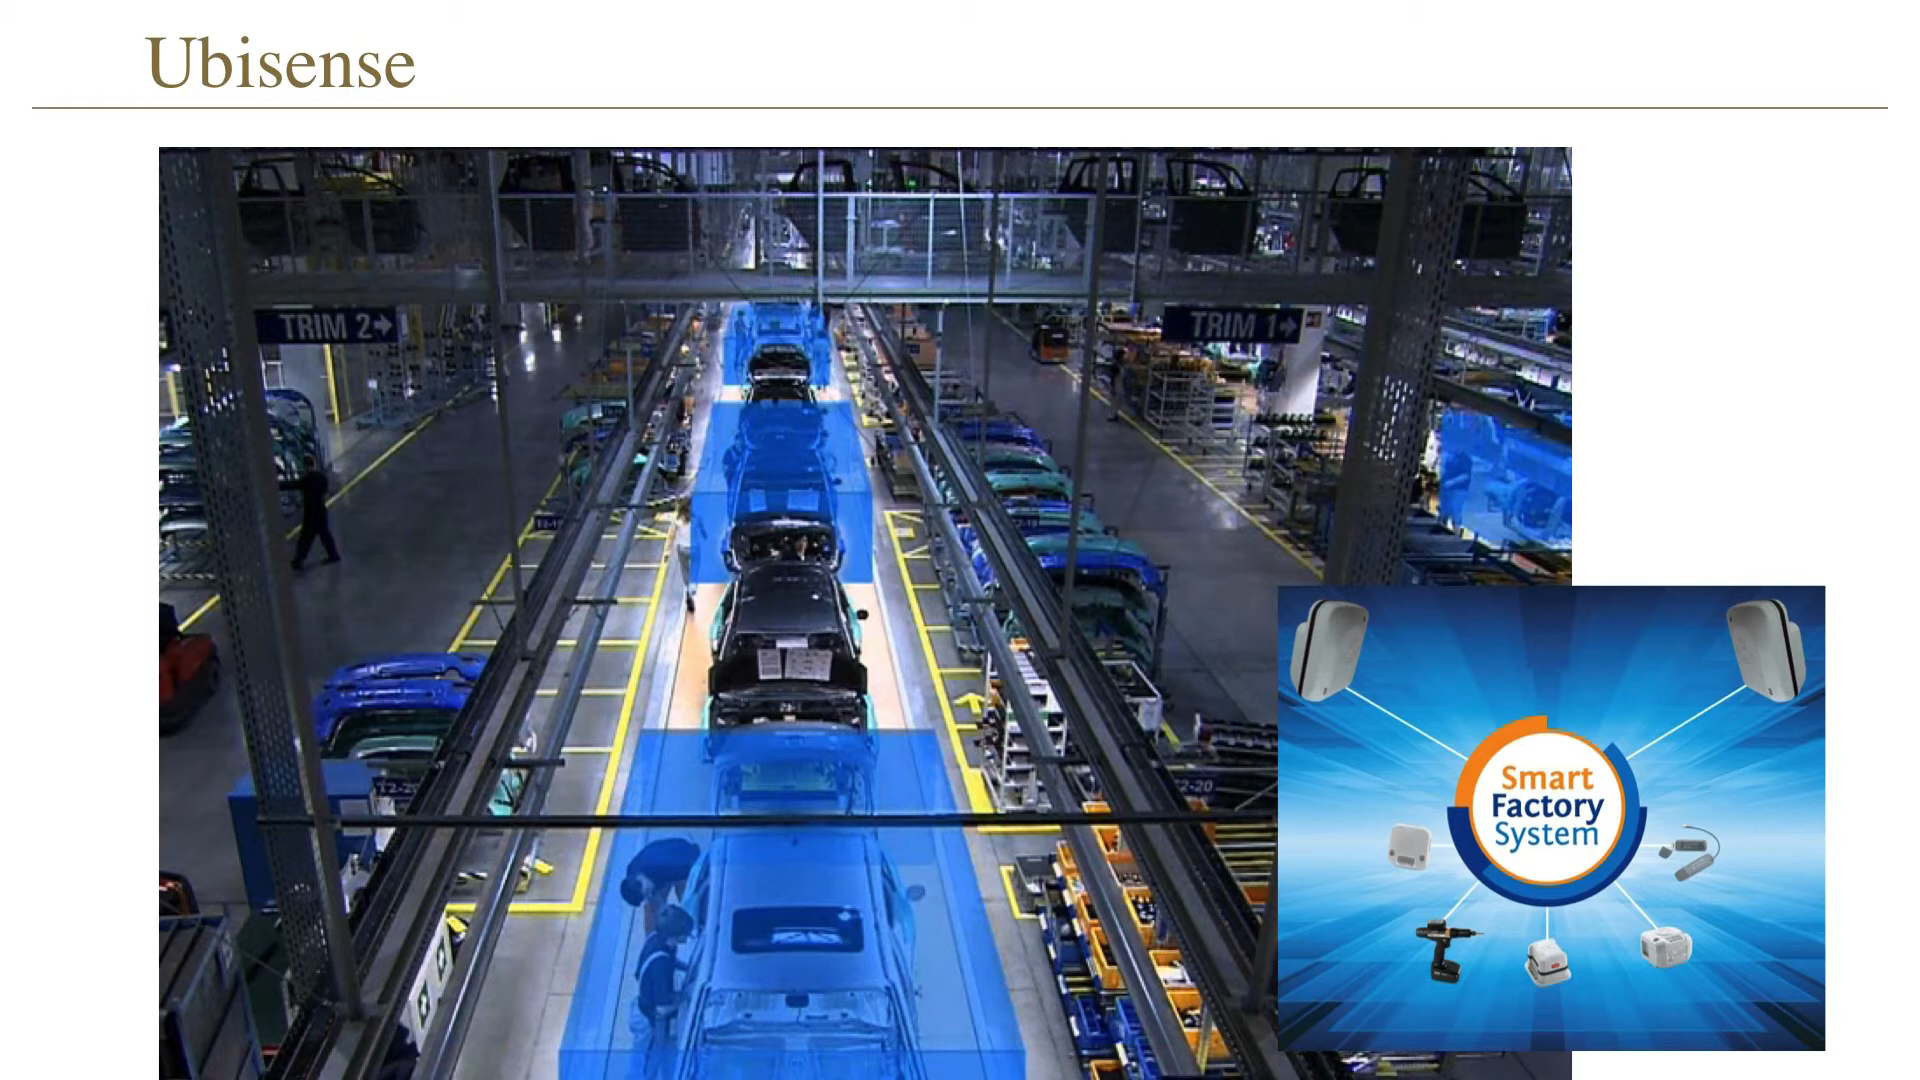 Ubisense
TRIM 2→
TRIM 1→
Smart
Factory
System